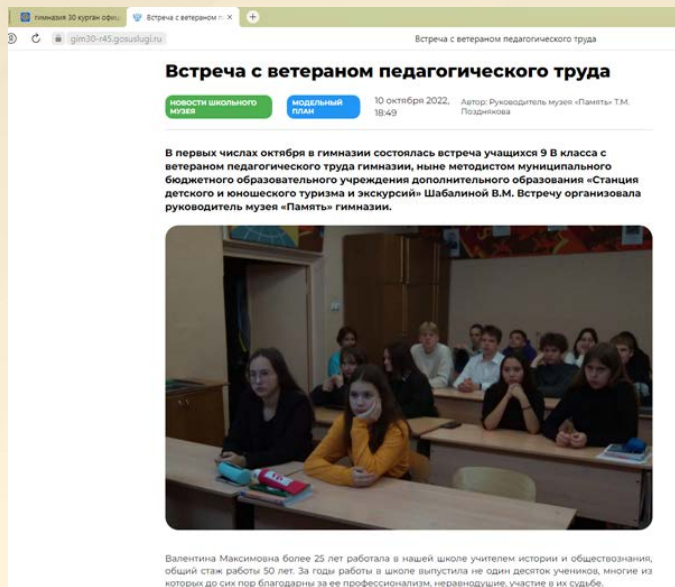 гимназия 30 курган офиц
Встреча с ветераном п
gim30-r45.gosuslugi.ru
Встреча с ветераном педагогического труда
Встреча с ветераном педагогического труда
НОВОСТИ ШКОЛЬНОГО
МУЗЕЯ
МОДЕЛЬНЫЙ
ПЛАН
10 октября 2022,
18:49
Автор: Руководитель музея «Память» Т.М.
Позднякова
В первых числах октября в гимназии состоялась встреча учащихся 9 В класса с
ветераном педагогического труда гимназии, ныне методистом муниципального
бюджетного образовательного учреждения дополнительного образования «Станция
детского и юношеского туризма и экскурсий» Шабалиной В.М. Встречу организовала
руководитель музея «Память» гимназии.
Валентина Максимовна более 25 лет работала в нашей школе учителем истории и обществознания,
общий стаж работы 50 лет. За годы работы в школе выпустила не один десяток учеников, многие из
которых до сих пор благодарны за ее профессионализм, неравнодушие, участие в их судьбе.